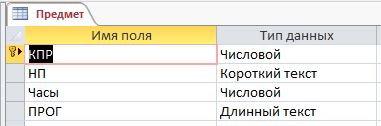 Предмет
Имя поля Тип данных
КПР Числовой
НП Короткий текст
Часы Числовой
ПРОГ Длинный текст